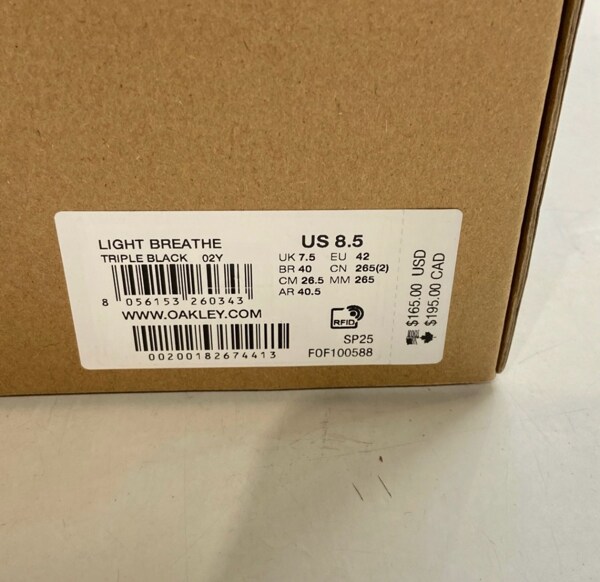 LIGHT BREATHE
TRIPLE BLACK 02Y
8 056153 260343
WWW.OAKLEY.COM
00200182674413
US 8.5
UK 7.5 EU 42
BR 40 CN 265(2)
CM 26.5 MM 265
AR 40.5
RFID
SP25
FOF100588
$165.00 USD
$195.00 CAD